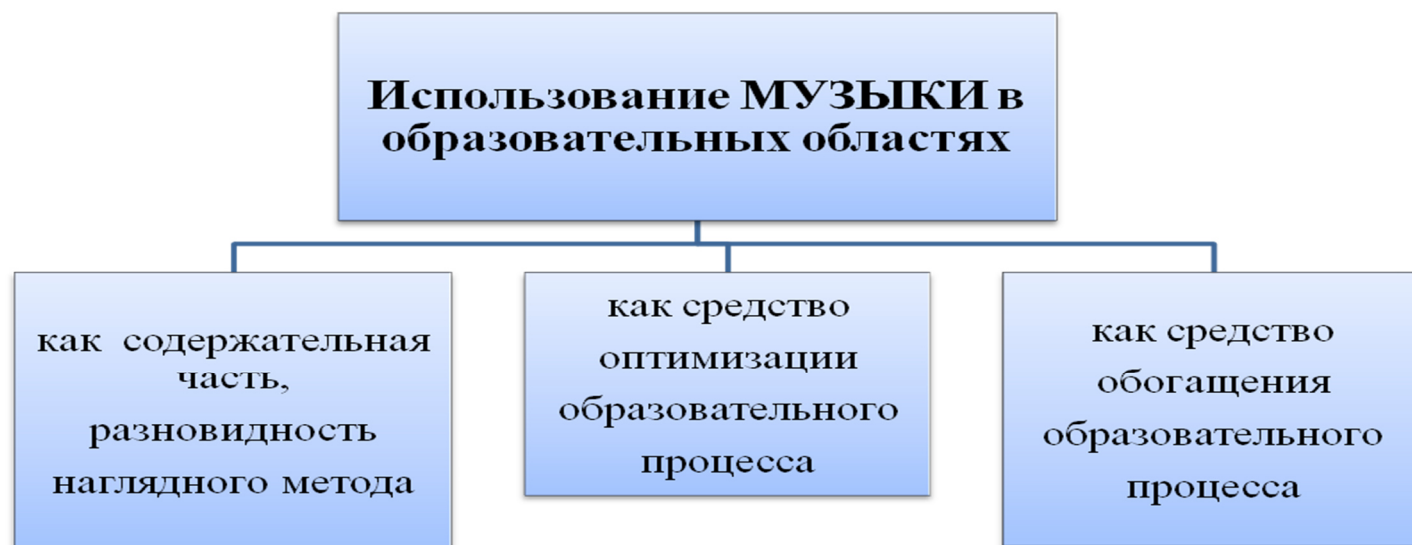 Использование МУЗЫКИ в
образовательных областях
как содержательная
часть,
разновидность
наглядного метода
как средство
оптимизации
образовательного
процесса
как средство
обогащения
образовательного
процесса